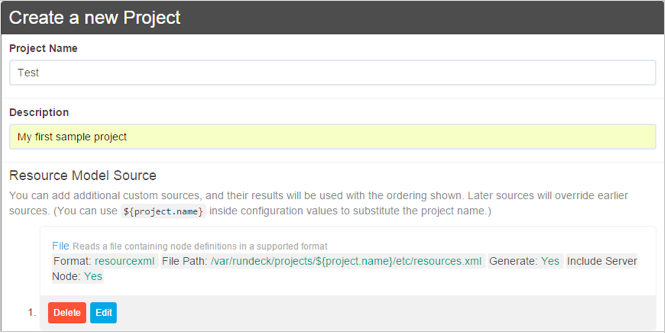 Create a new Project
Project Name
Test
Description
My first sample project
Resource Model Source
You can add additional custom sources, and their results will be used with the ordering shown. Later sources will override earlier
sources. (You can use ${project.name} inside configuration values to substitute the project name.)
File Reads a file containing node definitions in a supported format
Format: resourcexml File Path: /var/rundeck/projects/${project.name}/etc/resources.xml Generate: Yes Include Server
Node: Yes
1. Delete Edit